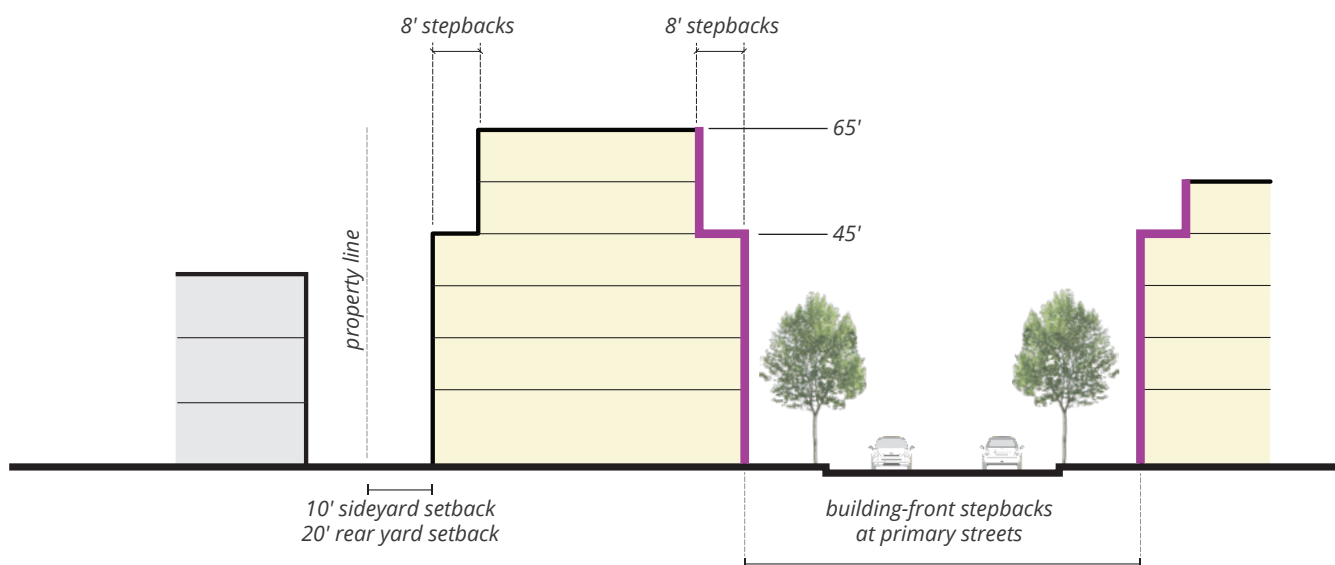 8' stepbacks
8' stepbacks
65'
45'
property line
10' sideyard setback
20' rear yard setback
building-front stepbacks
at primary streets